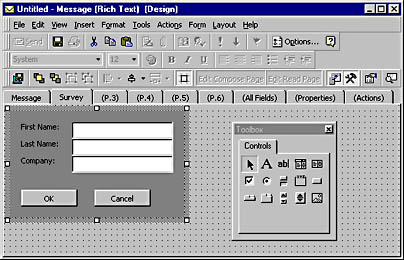 Untitled - Message (Rich Text) (Design)
File Edit View Insert Format Tools Actions Form Layout Help
Send Options...
System 12 B I U
Edit Compose Page Edit Read Page
Message Survey (P.3) (P.4) (P.5) (P.6) (All Fields) (Properties) (Actions)
First Name:
Last Name:
Company:
OK Cancel
Toolbox
Controls
A ab|